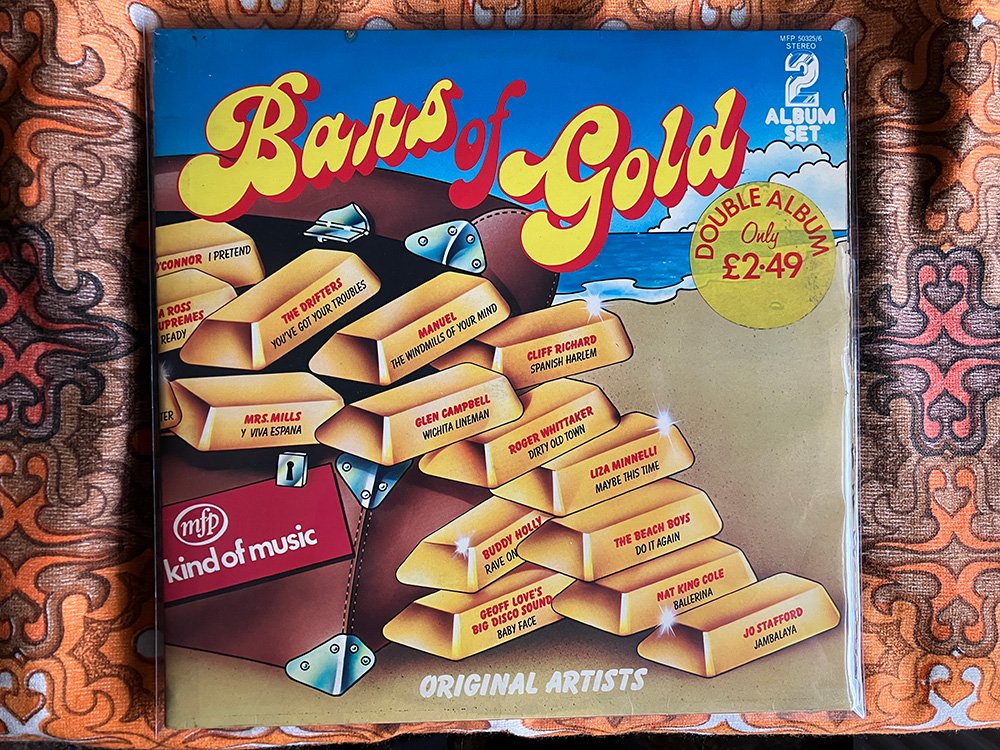 MFP 50325/6
STEREO
2
ALBUM
SET
Bars of Gold
DOUBLE ALBUM
Only
£2·49
O'CONNOR I PRETEND
A ROSS
UPREMES
READY
THE DRIFTERS
YOU'VE GOT YOUR TROUBLES
MANUEL
THE WINDMILLS OF YOUR MIND
CLIFF RICHARD
SPANISH HARLEM
TER
MRS. MILLS
Y VIVA ESPANA
GLEN CAMPBELL
WICHITA LINEMAN
ROGER WHITTAKER
DIRTY OLD TOWN
LIZA MINNELLI
MAYBE THIS TIME
mfp
kind of music
BUDDY HOLLY
RAVE ON
THE BEACH BOYS
DO IT AGAIN
GEOFF LOVE'S
BIG DISCO SOUND
BABY FACE
NAT KING COLE
BALLERINA
JO STAFFORD
JAMBALAYA
ORIGINAL ARTISTS